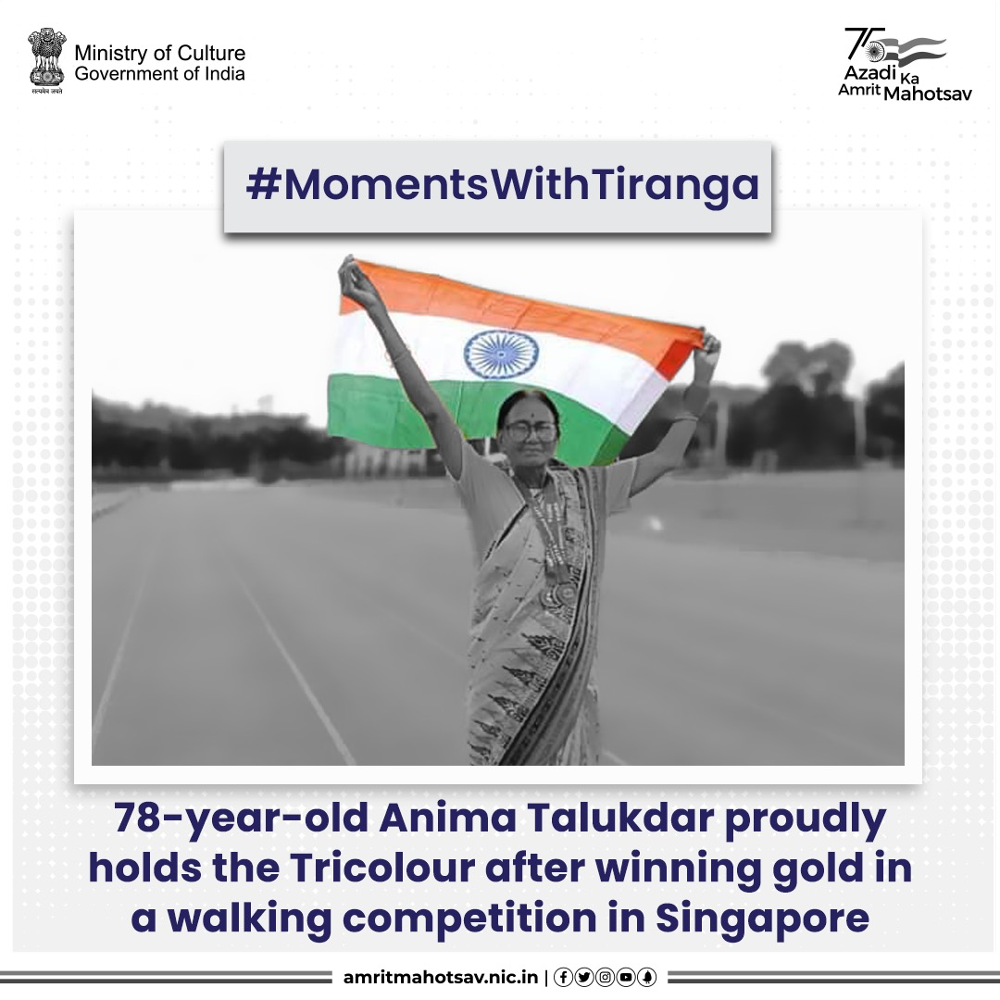 सत्यमेव जयते
Ministry of Culture
Government of India
75
Azadi Ka
Amrit Mahotsav
#MomentsWithTiranga
78-year-old Anima Talukdar proudly
holds the Tricolour after winning gold in
a walking competition in Singapore
amritmahotsav.nic.in |